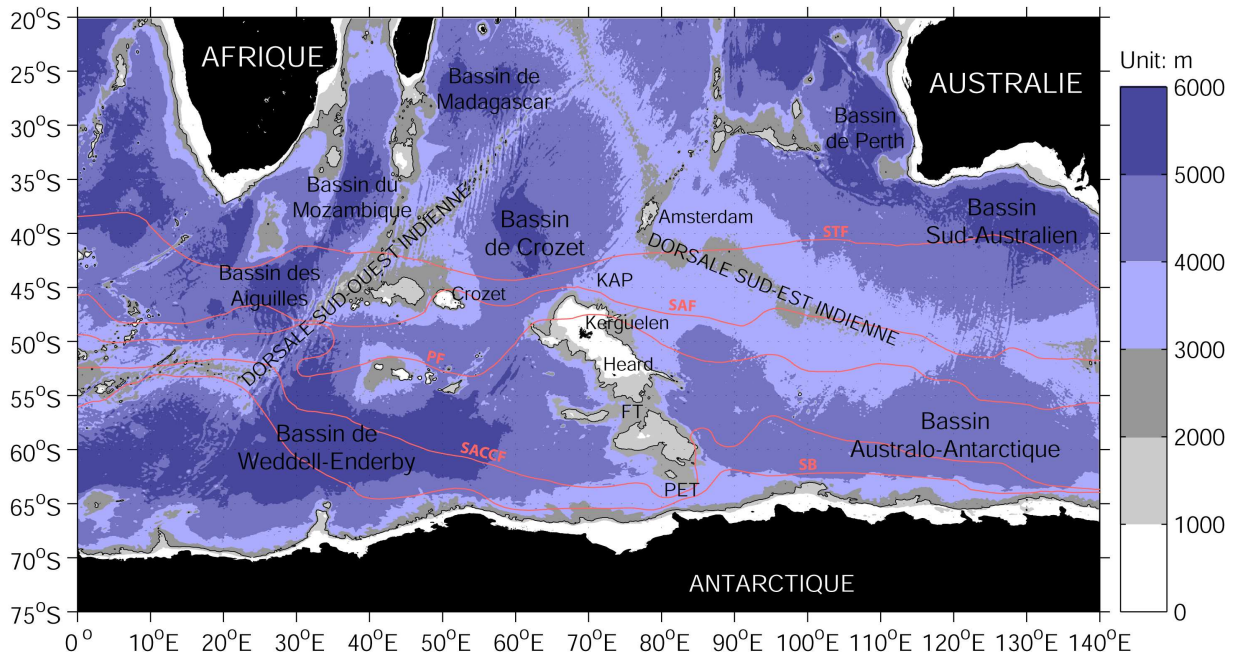 20°S
25°S
30°S
35°S
40°S
45°S
50°S
55°S
60°S
65°S
70°S
75°S
0°
10°E
20°E
30°E
40°E
50°E
60°E
70°E
80°E
90°E
100°E
110°E
120°E
130°E
140°E
AFRIQUE
Bassin de
Madagascar
AUSTRALIE
Bassin
de Perth
Bassin du
Mozambique
Bassin
de Crozet
Amsterdam
Bassin
Sud-Australien
STF
DORSALE SUD-OUEST INDIENNE
DORSALE SUD-EST INDIENNE
Bassin des
Aiguilles
KAP
Crozet
SAF
Kerguelen
PF
Heard
FT
Bassin de
Weddell-Enderby
SACCF
Bassin
Australo-Antarctique
SB
PET
ANTARCTIQUE
Unit: m
6000
5000
4000
3000
2000
1000
0